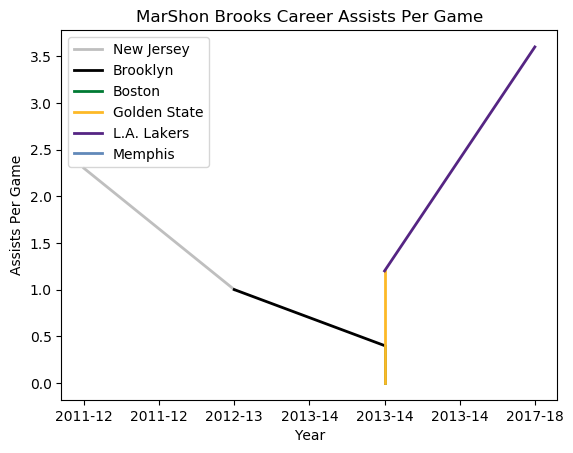 MarShon Brooks Career Assists Per Game
New Jersey
Brooklyn
Boston
Golden State
L.A. Lakers
Memphis
3.5
3.0
2.5
2.0
1.5
1.0
0.5
0.0
Assists Per Game
2011-12 2011-12 2012-13 2013-14 2013-14 2013-14 2017-18
Year